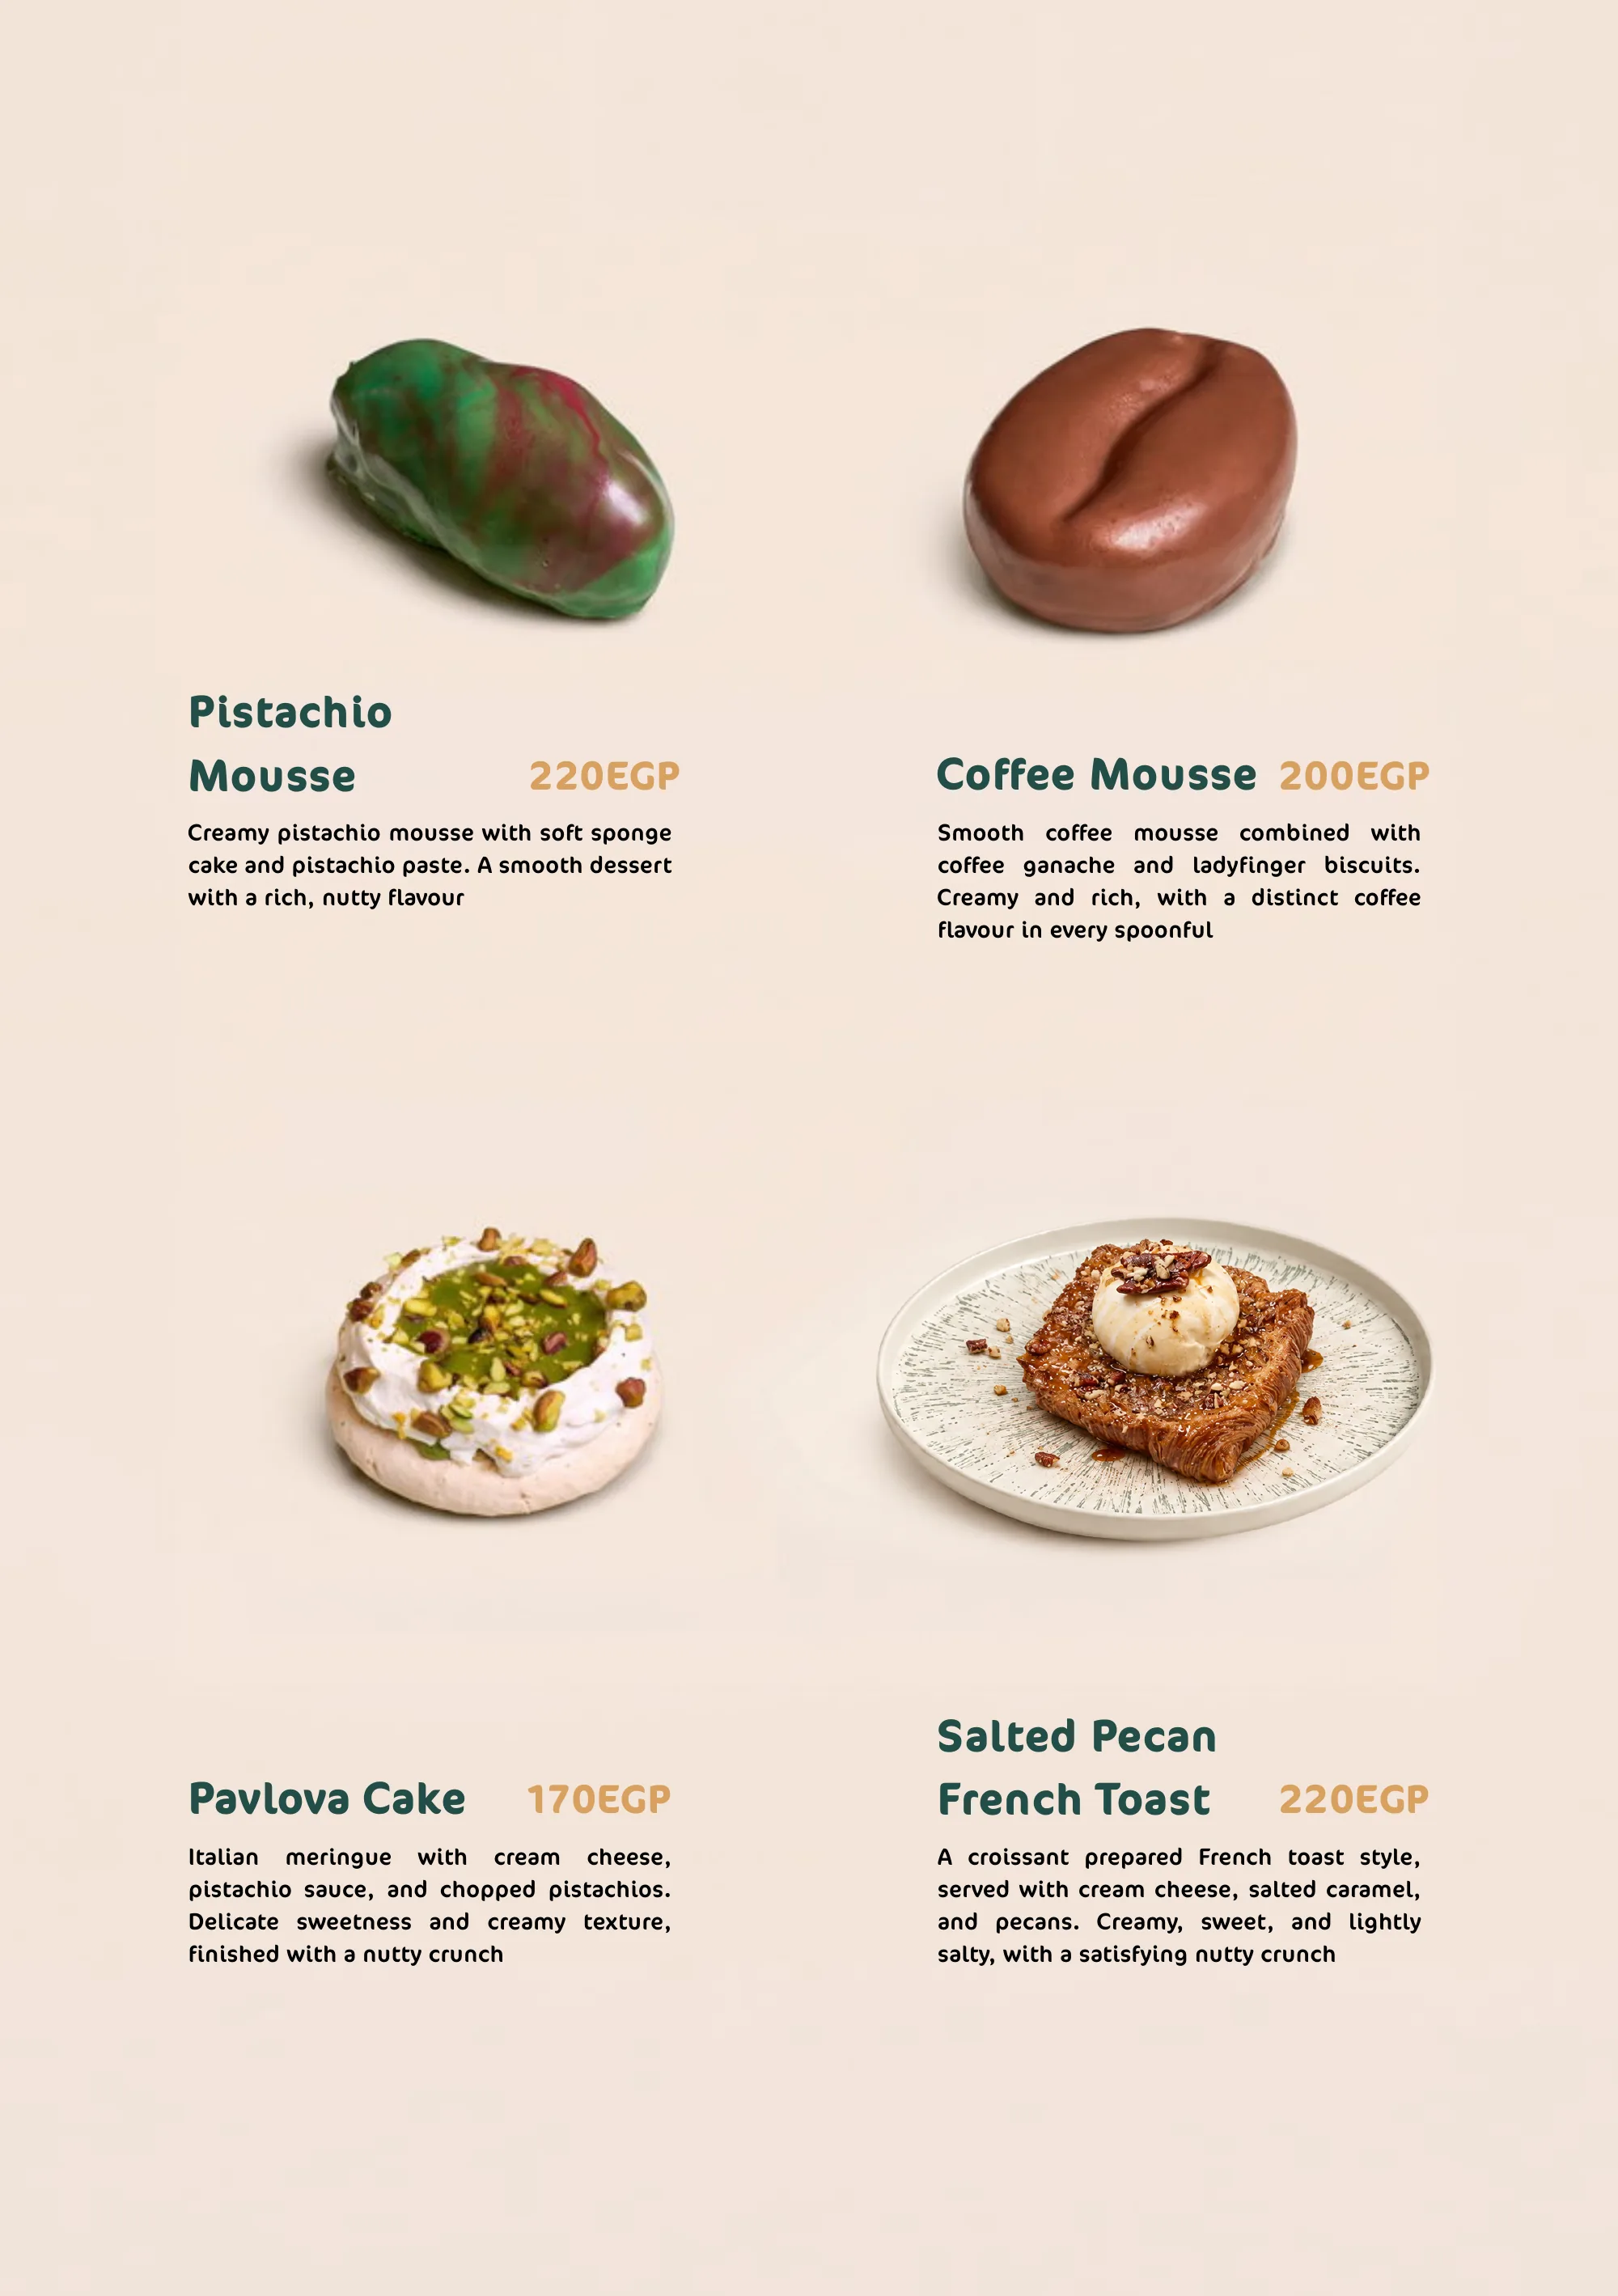 Pistachio
Mousse 220EGP
Creamy pistachio mousse with soft sponge
cake and pistachio paste. A smooth dessert
with a rich, nutty flavour
Coffee Mousse 200EGP
Smooth coffee mousse combined with
coffee ganache and ladyfinger biscuits.
Creamy and rich, with a distinct coffee
flavour in every spoonful
Pavlova Cake 170EGP
Italian meringue with cream cheese,
pistachio sauce, and chopped pistachios.
Delicate sweetness and creamy texture,
finished with a nutty crunch
Salted Pecan
French Toast 220EGP
A croissant prepared French toast style,
served with cream cheese, salted caramel,
and pecans. Creamy, sweet, and lightly
salty, with a satisfying nutty crunch